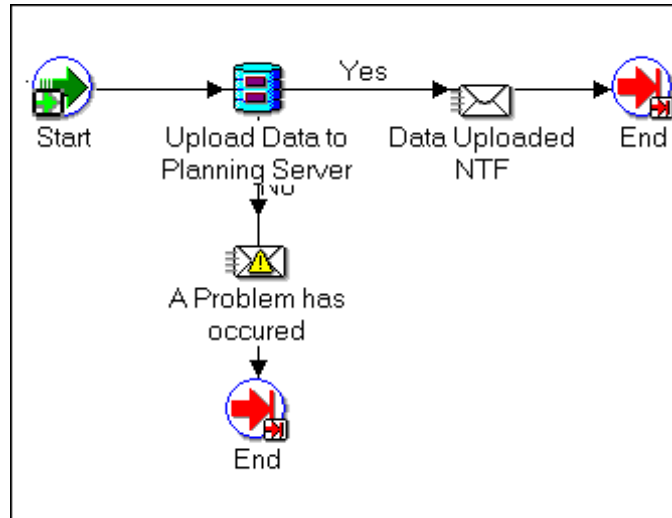 Yes
Start
Upload Data to
Planning Server
Data Uploaded
NTF
End
A Problem has
occured
End